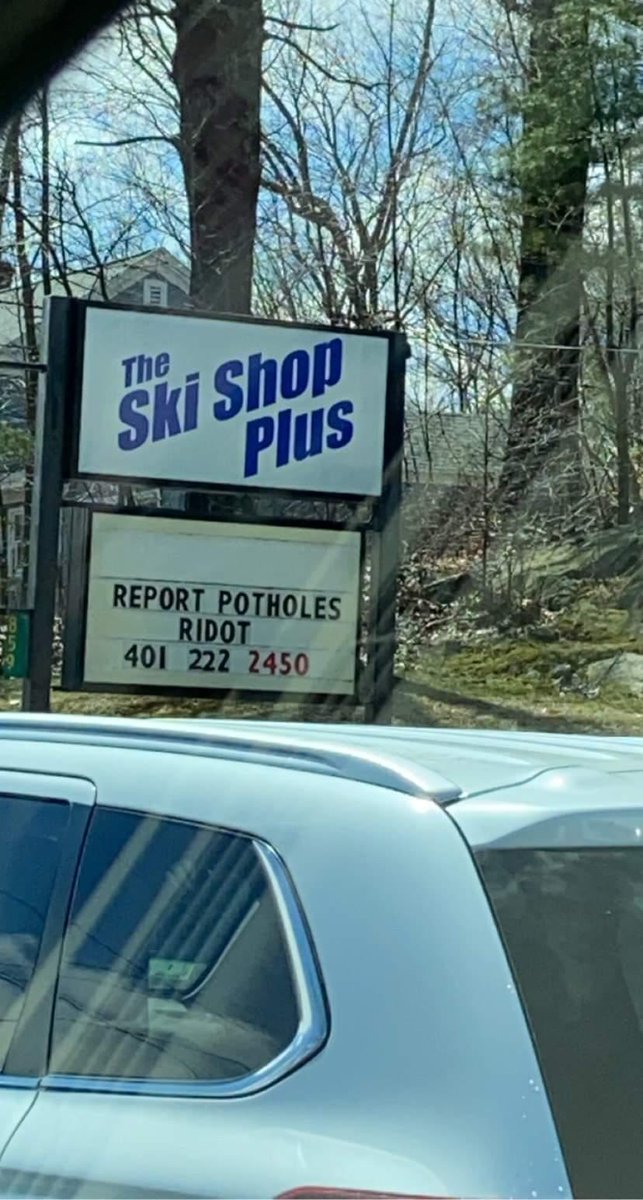 The
Ski Shop
Plus
REPORT POTHOLES
RIDOT
401 222 2450